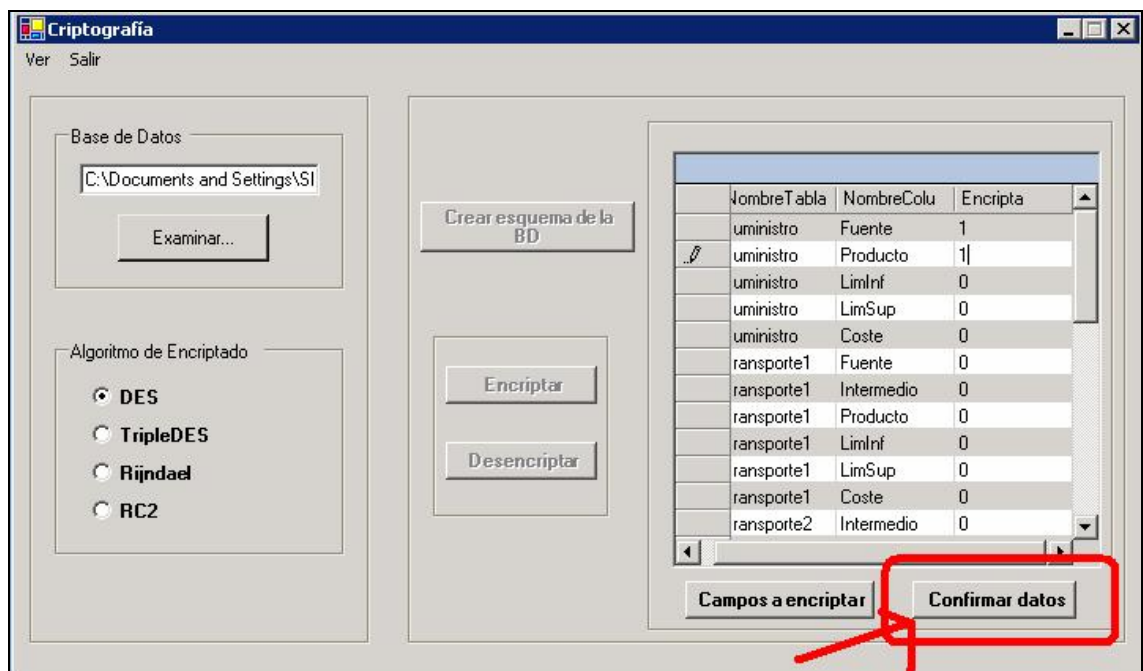 Criptografía
Ver Salir
Base de Datos
C:\Documents and Settings\SI
Examinar...
Algoritmo de Encriptado
DES
TripleDES
Rijndael
RC2
Crear esquema de la
BD
Encriptar
Desencriptar
NombreTabla NombreColu Encripta
uministro Fuente 1
uministro Producto 1
uministro LimInf 0
uministro LimSup 0
uministro Coste 0
ransporte1 Fuente 0
ransporte1 Intermedio 0
ransporte1 Producto 0
ransporte1 LimInf 0
ransporte1 LimSup 0
ransporte1 Coste 0
ransporte2 Intermedio 0
Campos a encriptar Confirmar datos